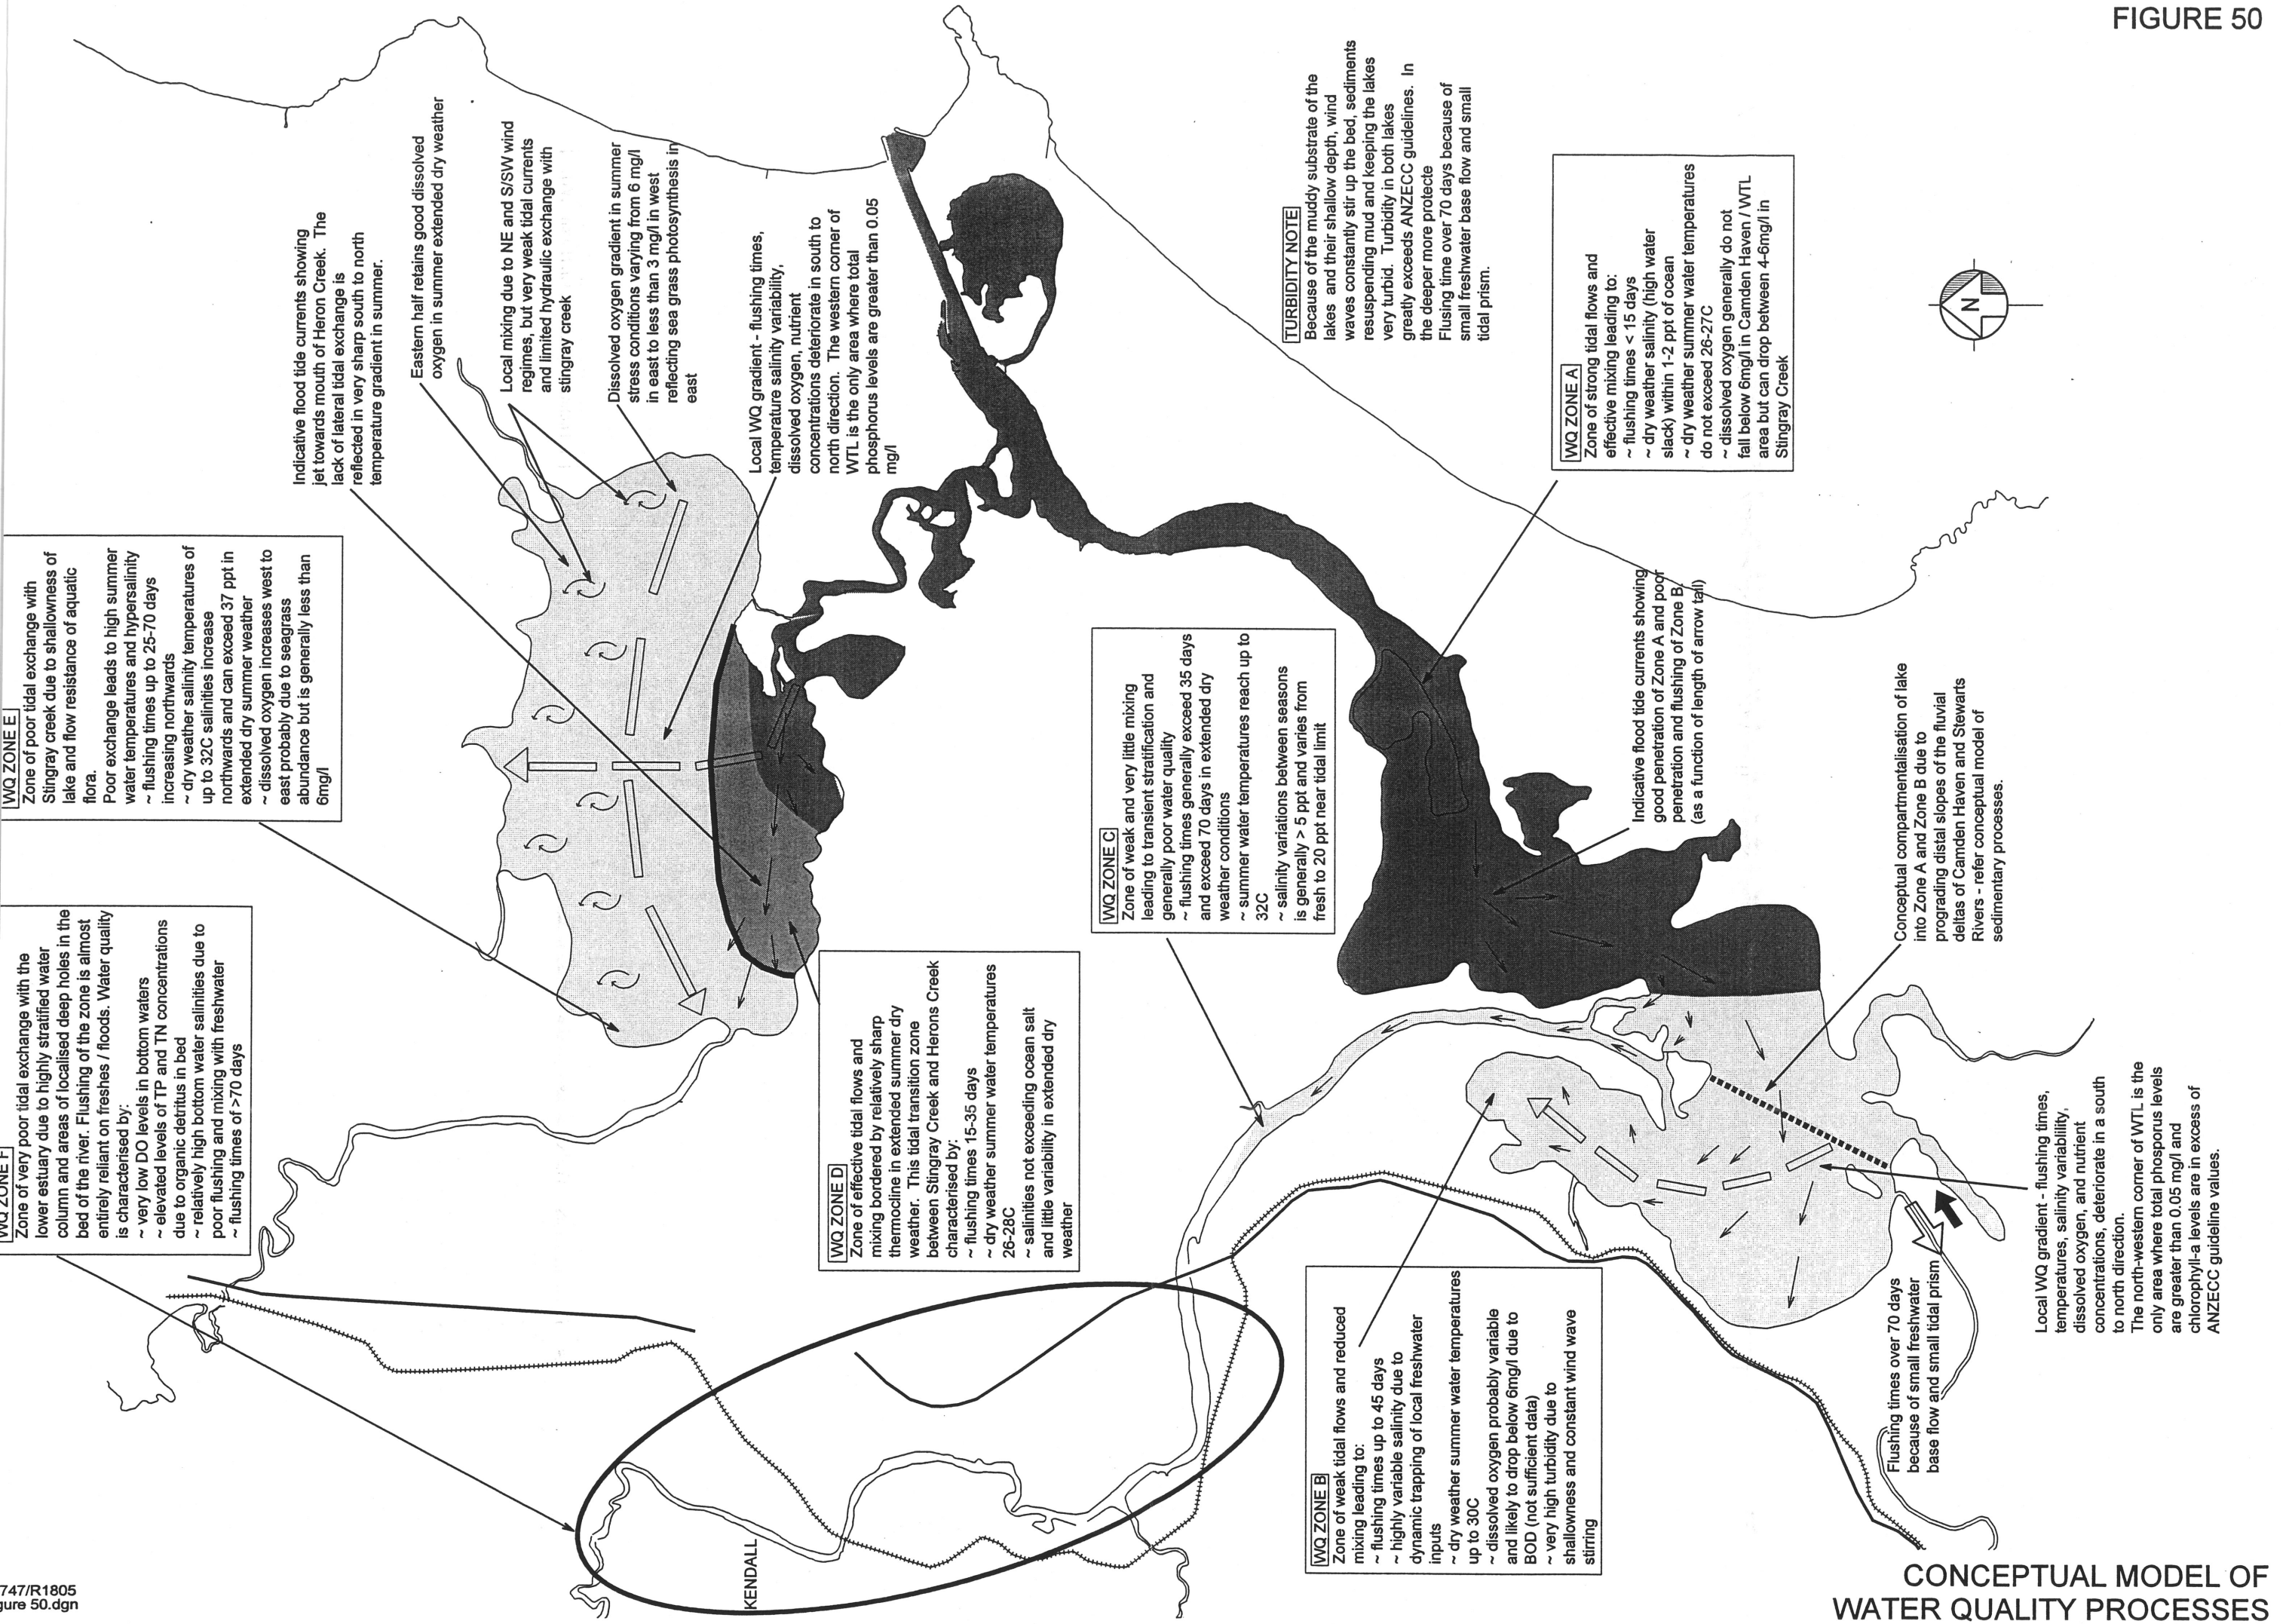 FIGURE 50
WQ ZONE F
Zone of very poor tidal exchange with the
lower estuary due to highly stratified water
column and areas of localised deep holes in the
bed of the river. Flushing of the zone is almost
entirely reliant on freshes / floods. Water quality
is characterised by:
~ very low DO levels in bottom waters
~ elevated levels of TP and TN concentrations
due to organic detritus in bed
~ relatively high bottom water salinities due to
poor flushing and mixing with freshwater
~ flushing times of >70 days
WQ ZONE E
Zone of poor tidal exchange with
Stingray creek due to shallowness of
lake and flow resistance of aquatic
flora.
Poor exchange leads to high summer
water temperatures and hypersalinity
~ flushing times up to 25-70 days
increasing northwards
~ dry weather salinity temperatures of
up to 32C salinities increase
northwards and can exceed 37 ppt in
extended dry summer weather
~ dissolved oxygen increases west to
east probably due to seagrass
abundance but is generally less than
6mg/l
Indicative flood tide currents showing
jet towards mouth of Heron Creek. The
lack of lateral tidal exchange is
reflected in very sharp south to north
temperature gradient in summer.
Eastern half retains good dissolved
oxygen in summer extended dry weather
Local mixing due to NE and S/SW wind
regimes, but very weak tidal currents
and limited hydraulic exchange with
stingray creek
Dissolved oxygen gradient in summer
stress conditions varying from 6 mg/l
in east to less than 3 mg/l in west
reflecting sea grass photosynthesis in
east
Local WQ gradient - flushing times,
temperature salinity variability,
dissolved oxygen, nutrient
concentrations deteriorate in south to
north direction. The western corner of
WTL is the only area where total
phosphorus levels are greater than 0.05
mg/l
WQ ZONE D
Zone of effective tidal flows and
mixing bordered by relatively sharp
thermocline in extended summer dry
weather. This tidal transition zone
between Stingray Creek and Herons Creek
characterised by:
~ flushing times 15-35 days
~ dry weather summer water temperatures
26-28C
~ salinities not exceeding ocean salt
and little variability in extended dry
weather
WQ ZONE C
Zone of weak and very little mixing
leading to transient stratification and
generally poor water quality
~ flushing times generally exceed 35 days
and exceed 70 days in extended dry
weather conditions
~ summer water temperatures reach up to
32C
~ salinity variations between seasons
is generally > 5 ppt and varies from
fresh to 20 ppt near tidal limit
TURBIDITY NOTE
Because of the muddy substrate of the
lakes and their shallow depth, wind
waves constantly stir up the bed, sediments
resuspending mud and keeping the lakes
very turbid. Turbidity in both lakes
greatly exceeds ANZECC guidelines. In
the deeper more protecte
Flusing time over 70 days because of
small freshwater base flow and small
tidal prism.
WQ ZONE A
Zone of strong tidal flows and
effective mixing leading to:
~ flushing times < 15 days
~ dry weather salinity (high water
slack) within 1-2 ppt of ocean
~ dry weather summer water temperatures
do not exceed 26-27C
~ dissolved oxygen generally do not
fall below 6mg/l in Camden Haven / WTL
area but can drop between 4-6mg/l in
Stingray Creek
Indicative flood tide currents showing
good penetration of Zone A and poor
penetration and flushing of Zone B.
(as a function of length of arrow tail)
Conceptual compartmentalisation of lake
into Zone A and Zone B due to
prograding distal slopes of the fluvial
deltas of Camden Haven and Stewarts
Rivers - refer conceptual model of
sedimentary processes.
WQ ZONE B
Zone of weak tidal flows and reduced
mixing leading to:
~ flushing times up to 45 days
~ highly variable salinity due to
dynamic trapping of local freshwater
inputs
~ dry weather summer water temperatures
up to 30C
~ dissolved oxygen probably variable
and likely to drop below 6mg/l due to
BOD (not sufficient data)
~ very high turbidity due to
shallowness and constant wind wave
stirring
Flushing times over 70 days
because of small freshwater
base flow and small tidal prism
Local WQ gradient - flushing times,
temperatures, salinity variability,
dissolved oxygen, and nutrient
concentrations, deteriorate in a south
to north direction.
The north-western corner of WTL is the
only area where total phosporus levels
are greater than 0.05 mg/l and
chlorophyll-a levels are in excess of
ANZECC guideline values.
KENDALL
N
747/R1805
gure 50.dgn
CONCEPTUAL MODEL OF
WATER QUALITY PROCESSES